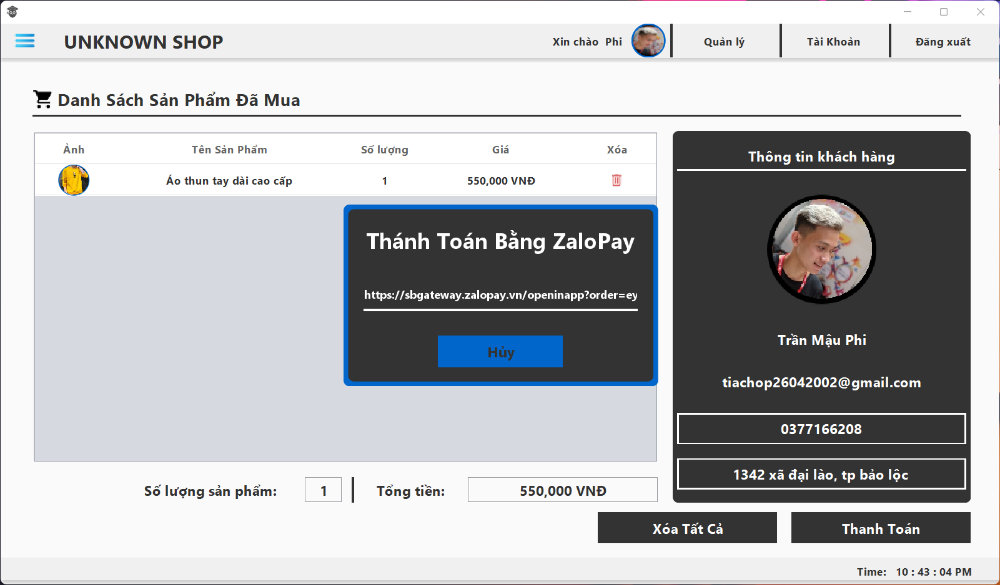 UNKNOWN SHOP
Xin chào Phi
Quản lý
Tài Khoản
Đăng xuất
Danh Sách Sản Phẩm Đã Mua
Ảnh Tên Sản Phẩm Số lượng Giá Xóa
Áo thun tay dài cao cấp 1 550,000 VNĐ
Thánh Toán Bằng ZaloPay
https://sbgateway.zalopay.vn/openinapp?order=ey
Hủy
Số lượng sản phẩm: 1
Tổng tiền: 550,000 VNĐ
Thông tin khách hàng
Trần Mậu Phi
tiachop26042002@gmail.com
0377166208
1342 xã đại lào, tp bảo lộc
Xóa Tất Cả
Thanh Toán
Time: 10 : 43 : 04 PM